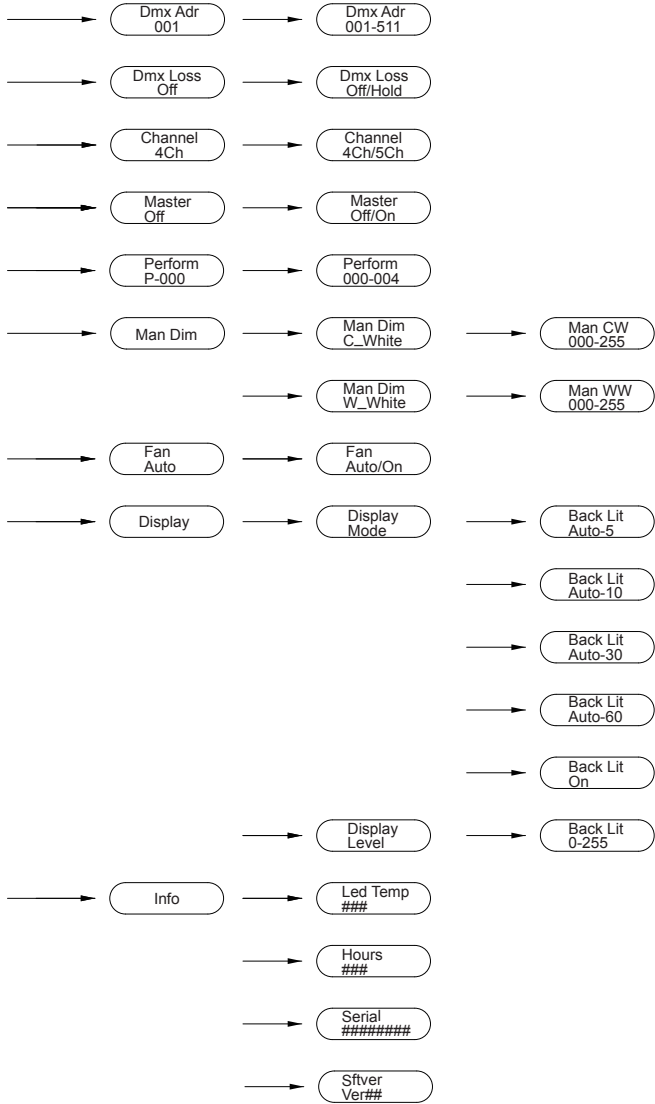 Dmx Adr
001
Dmx Adr
001-511
Dmx Loss
Off
Dmx Loss
Off/Hold
Channel
4Ch
Channel
4Ch/5Ch
Master
Off
Master
Off/On
Perform
P-000
Perform
000-004
Man Dim
Man Dim
C_White
Man CW
000-255
Man Dim
W_White
Man WW
000-255
Fan
Auto
Fan
Auto/On
Display
Display
Mode
Back Lit
Auto-5
Back Lit
Auto-10
Back Lit
Auto-30
Back Lit
Auto-60
Back Lit
On
Display
Level
Back Lit
0-255
Info
Led Temp
###
Hours
###
Serial
########
Sftver
Ver##